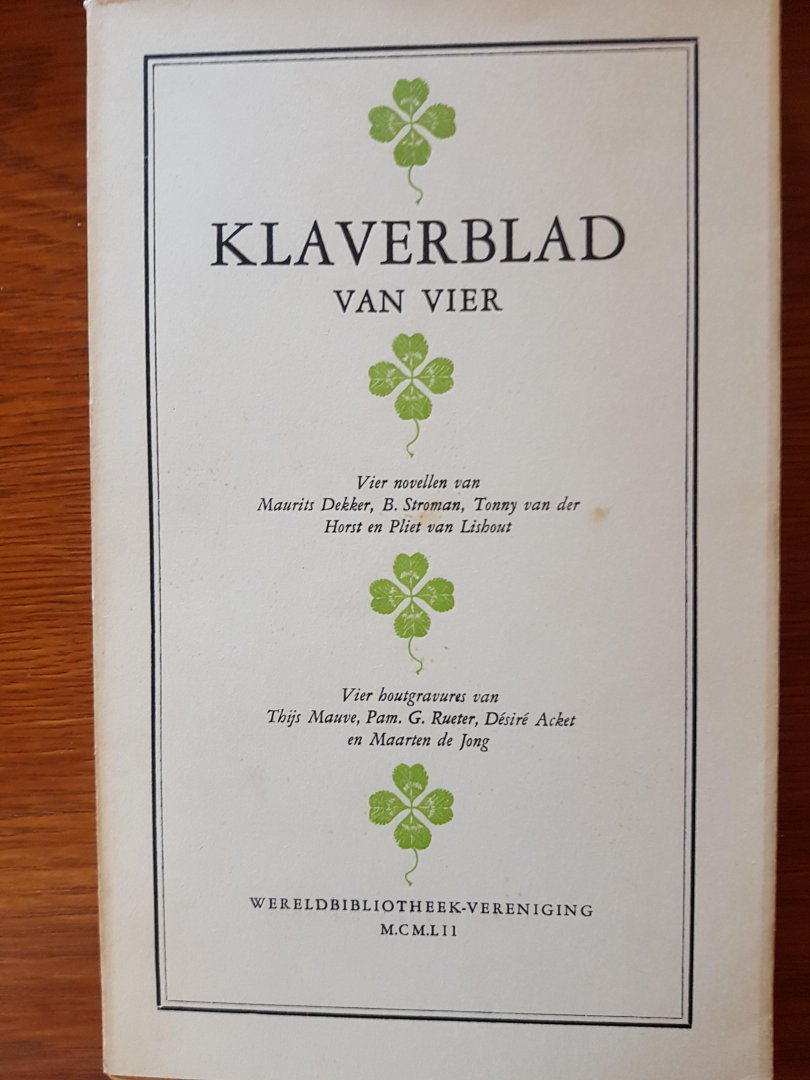 KLAVERBLAD
VAN VIER
Vier novellen van
Maurits Dekker, B. Stroman, Tonny van der
Horst en Pliet van Lishout
Vier houtgravures van
Thijs Mauve, Pam. G. Rueter, Désiré Acket
en Maarten de Jong
WERELDBIBLIOTHEEK-VERENIGING
M.CM.LII